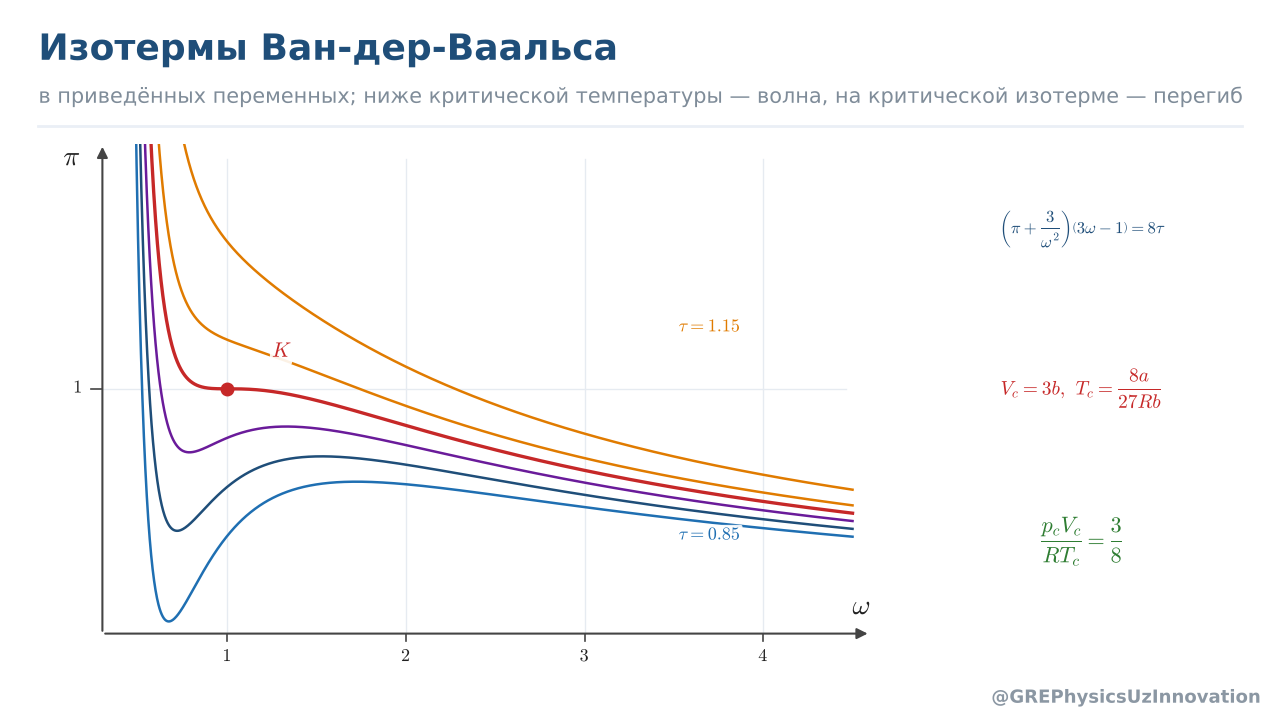 Изотермы Ван-дер-Ваальса
в приведённых переменных; ниже критической температуры — волна, на критической изотерме — перегиб
π
(π + 3/ω²)(3ω − 1) = 8τ
τ = 1.15
K
1
V_c = 3b, T_c = 8a/27Rb
τ = 0.85
p_cV_c/RT_c = 3/8
ω
1 2 3 4
@GREPhysicsUzInnovation